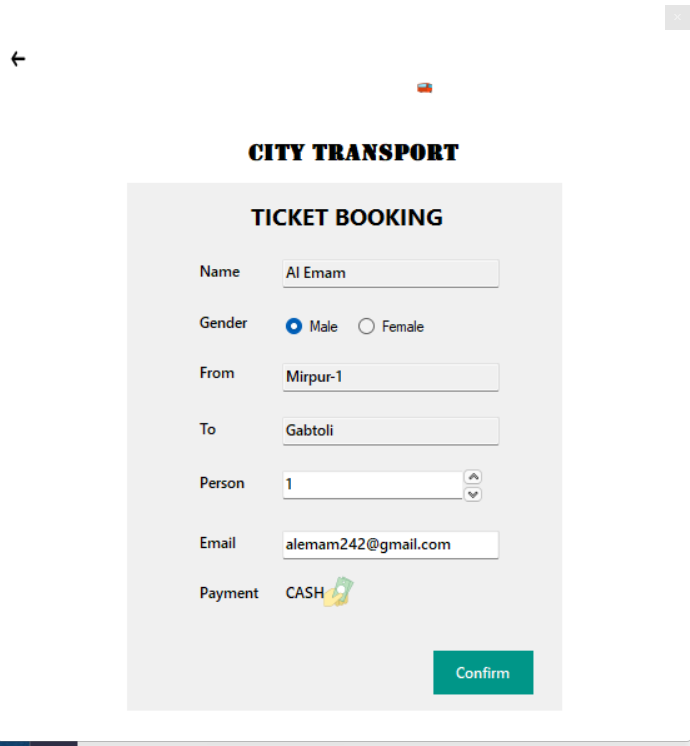 CITY TRANSPORT
TICKET BOOKING
Name Al Emam
Gender Male Female
From Mirpur-1
To Gabtoli
Person 1
Email alemam242@gmail.com
Payment CASH
Confirm